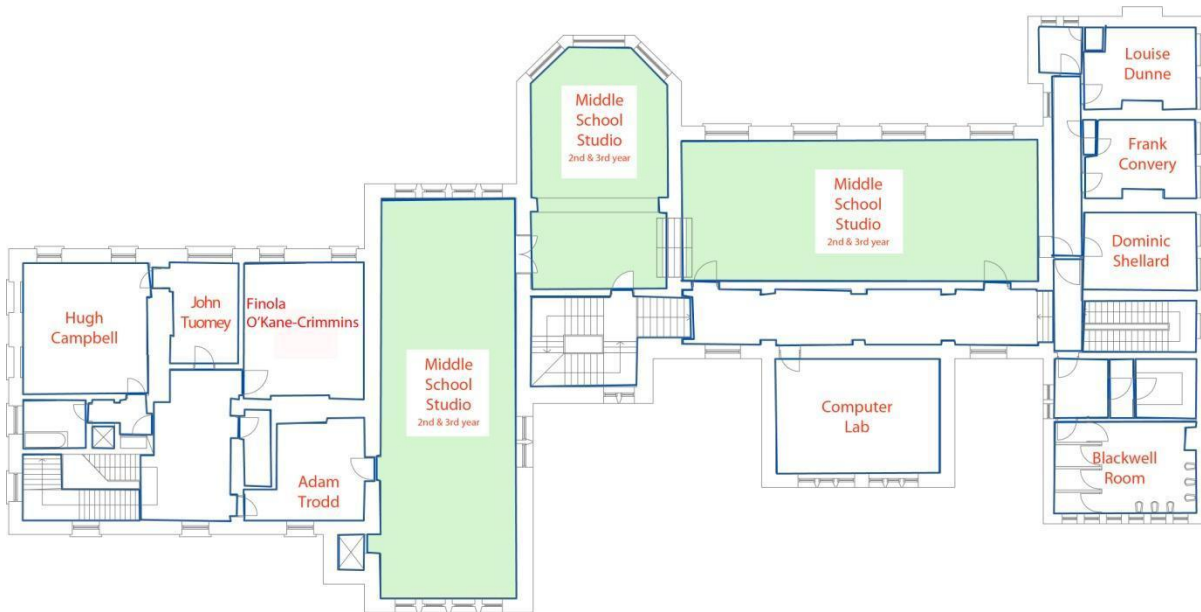 Louise
Dunne
Middle
School
Studio
2nd & 3rd year
Frank
Convery
Middle
School
Studio
2nd & 3rd year
Dominic
Shellard
Hugh
Campbell
John
Tuomey
Finola
O'Kane-Crimmins
Middle
School
Studio
2nd & 3rd year
Computer
Lab
Adam
Trodd
Blackwell
Room